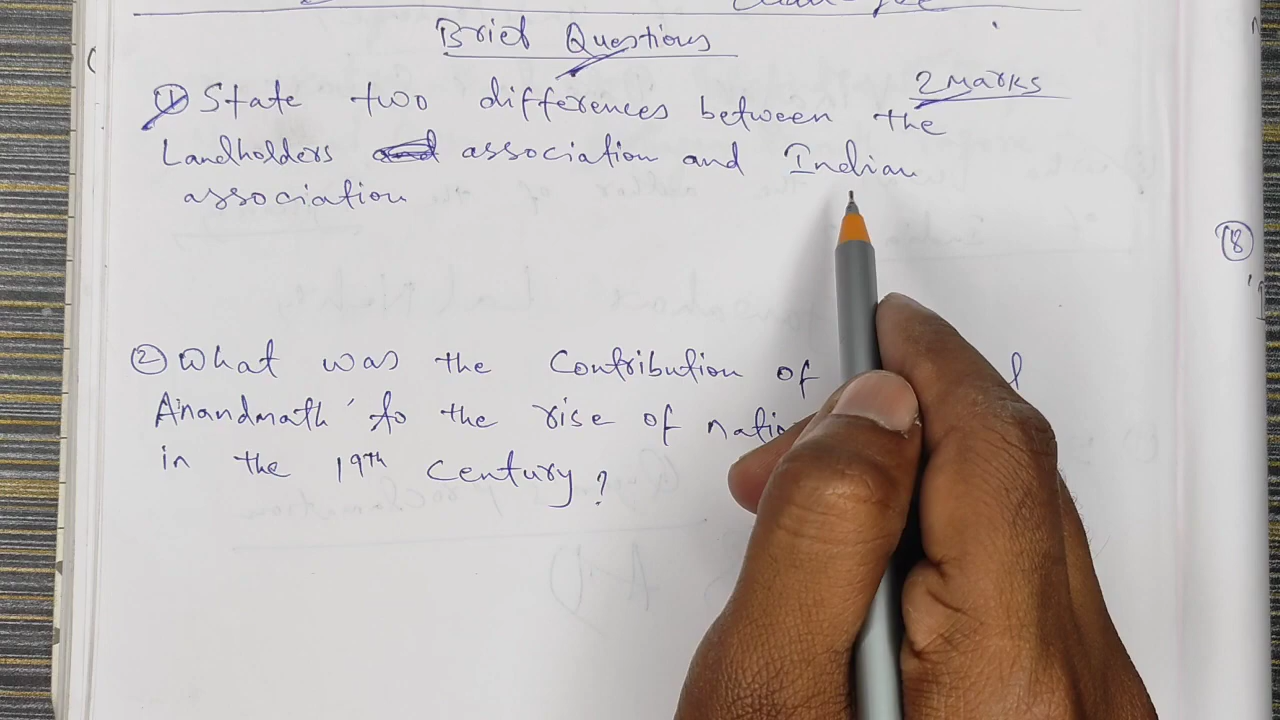 Brief Questions
2 Marks
① State two differences between the
Landholders association and Indian
association
② What was the Contribution of
Anandmath' to the rise of
in the 19th Century?
⑱